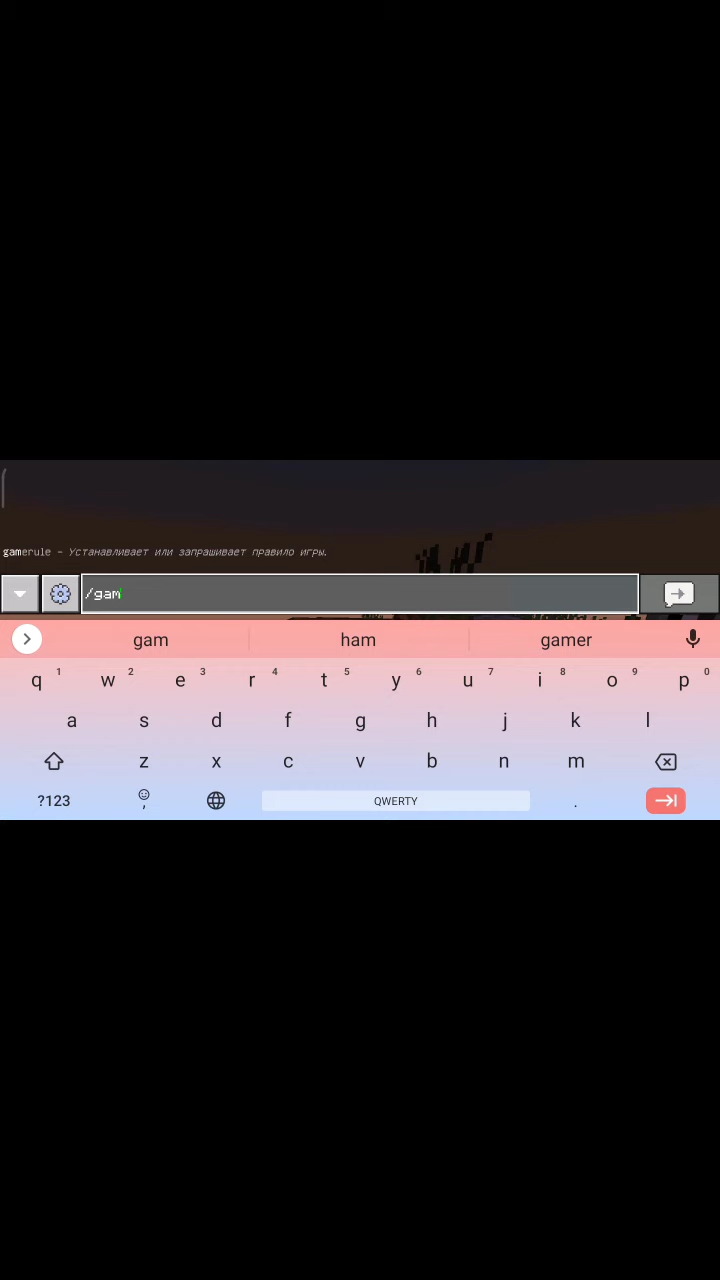 gamerule – Устанавливает или запрашивает правило игры.
/gam
gam ham gamer
q 1 w 2 e 3 r 4 t 5 y 6 u 7 i 8 o 9 p 0
a s d f g h j k l
z x c v b n m
?123 , QWERTY .